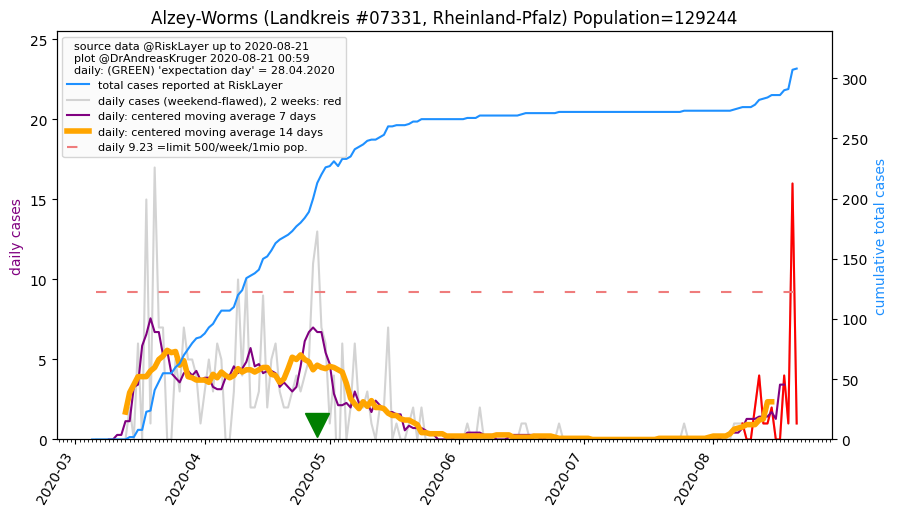 Alzey-Worms (Landkreis #07331, Rheinland-Pfalz) Population=129244
source data @RiskLayer up to 2020-08-21
plot @DrAndreasKruger 2020-08-21 00:59
daily: (GREEN) 'expectation day' = 28.04.2020
total cases reported at RiskLayer
daily cases (weekend-flawed), 2 weeks: red
daily: centered moving average 7 days
daily: centered moving average 14 days
daily 9.23 =limit 500/week/1mio pop.
daily cases
25
20
15
10
5
0
cumulative total cases
300
250
200
150
100
50
0
2020-03
2020-04
2020-05
2020-06
2020-07
2020-08